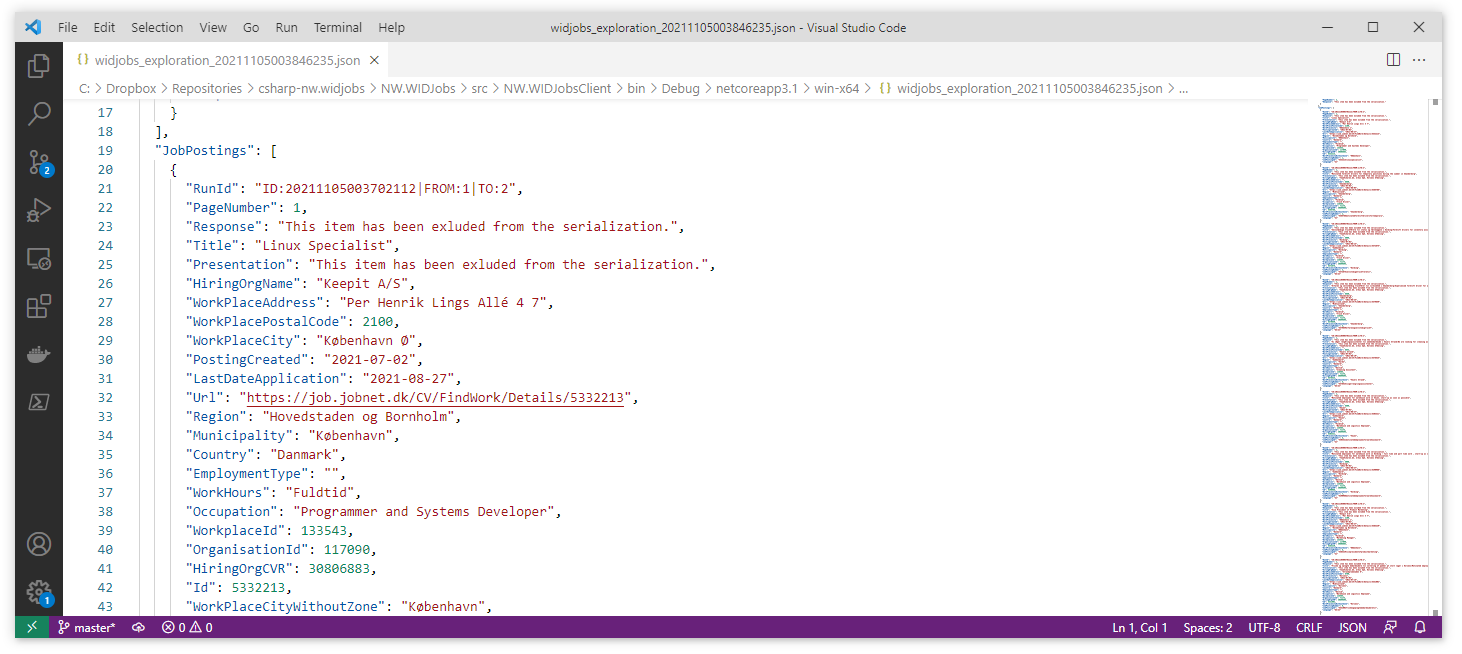 File Edit Selection View Go Run Terminal Help widjobs_exploration_20211105003846235.json - Visual Studio Code
{ } widjobs_exploration_20211105003846235.json
C: > Dropbox > Repositories > csharp-nw.widjobs > NW.WIDJobs > src > NW.WIDJobsClient > bin > Debug > netcoreapp3.1 > win-x64 > { } widjobs_exploration_20211105003846235.json > ...
17 }
18 ],
19 "JobPostings": [
20 {
21 "RunId": "ID:20211105003702112|FROM:1|TO:2",
22 "PageNumber": 1,
23 "Response": "This item has been exluded from the serialization.",
24 "Title": "Linux Specialist",
25 "Presentation": "This item has been exluded from the serialization.",
26 "HiringOrgName": "Keepit A/S",
27 "WorkPlaceAddress": "Per Henrik Lings Allé 4 7",
28 "WorkPlacePostalCode": 2100,
29 "WorkPlaceCity": "København Ø",
30 "PostingCreated": "2021-07-02",
31 "LastDateApplication": "2021-08-27",
32 "Url": "https://job.jobnet.dk/CV/FindWork/Details/5332213",
33 "Region": "Hovedstaden og Bornholm",
34 "Municipality": "København",
35 "Country": "Danmark",
36 "EmploymentType": "",
37 "WorkHours": "Fuldtid",
38 "Occupation": "Programmer and Systems Developer",
39 "WorkplaceId": 133543,
40 "OrganisationId": 117090,
41 "HiringOrgCVR": 30806883,
42 "Id": 5332213,
43 "WorkPlaceCityWithoutZone": "København",
2
1
master* 0 0 Ln 1, Col 1 Spaces: 2 UTF-8 CRLF JSON